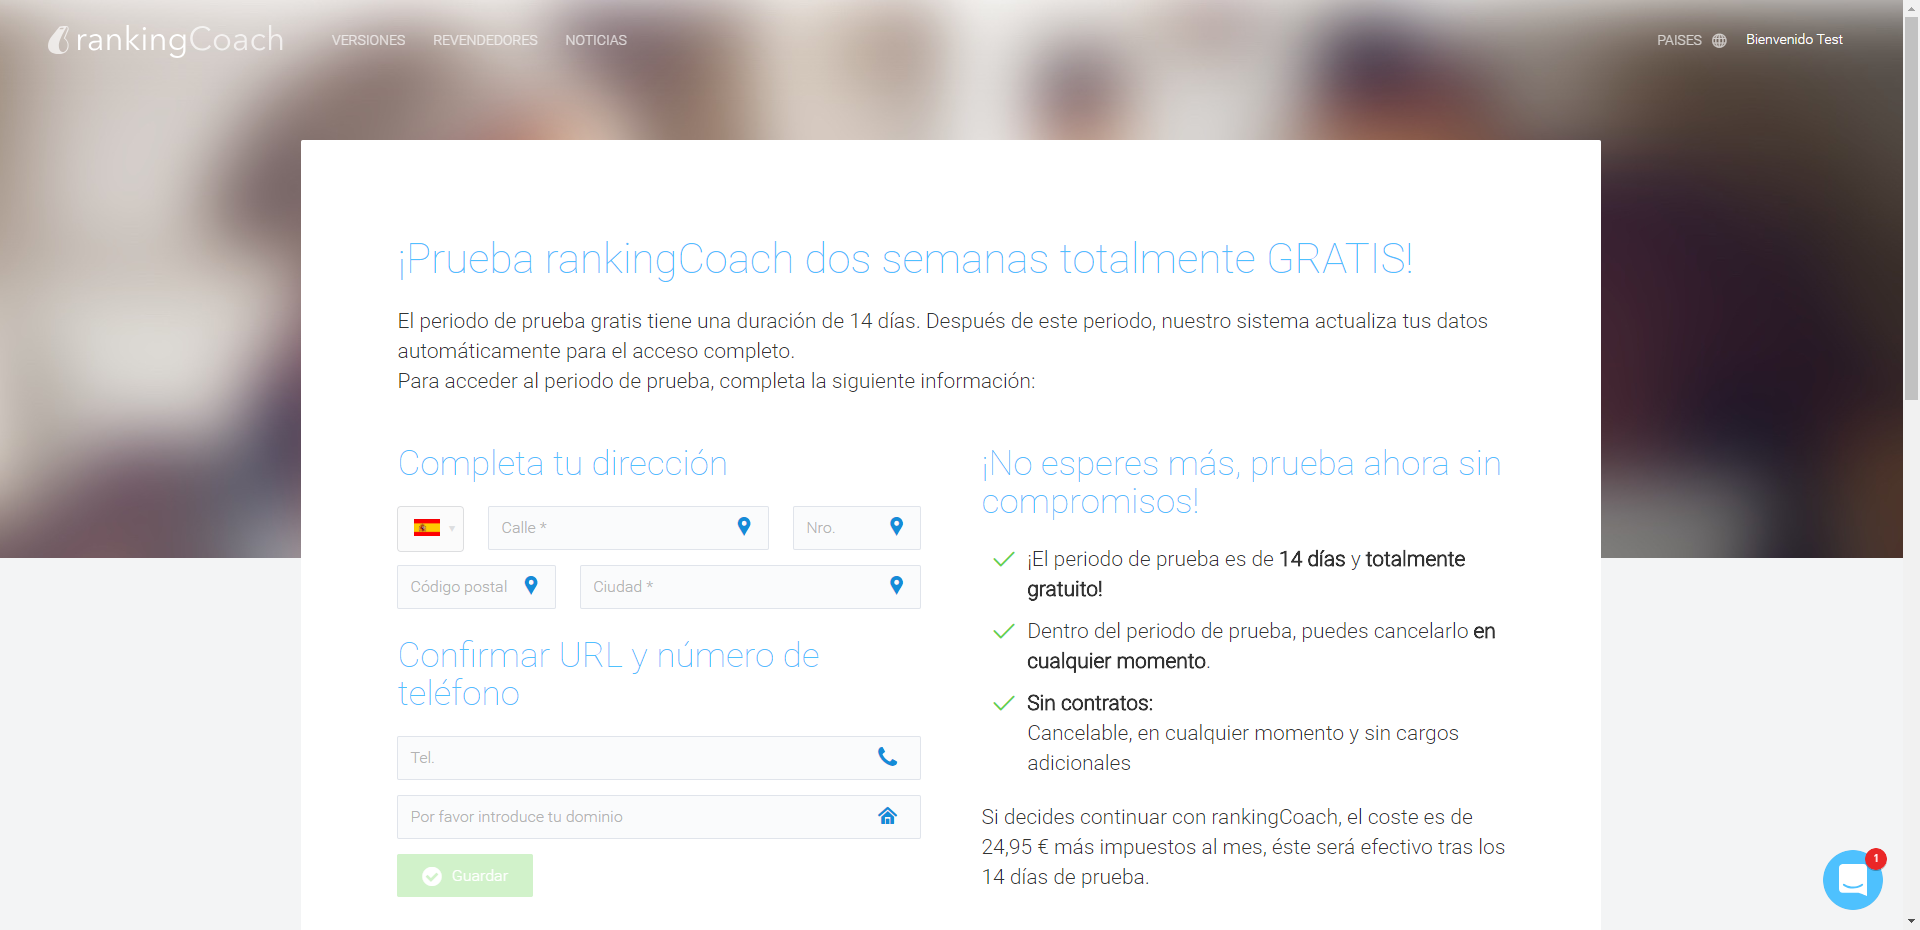 rankingCoach
VERSIONES REVENDEDORES NOTICIAS
PAISES Bienvenido Test
¡Prueba rankingCoach dos semanas totalmente GRATIS!
El periodo de prueba gratis tiene una duración de 14 días. Después de este periodo, nuestro sistema actualiza tus datos
automáticamente para el acceso completo.
Para acceder al periodo de prueba, completa la siguiente información:
Completa tu dirección
Calle *
Nro.
Código postal
Ciudad *
Confirmar URL y número de
teléfono
Tel.
Por favor introduce tu dominio
Guardar
¡No esperes más, prueba ahora sin
compromisos!
¡El periodo de prueba es de 14 días y totalmente
gratuito!
Dentro del periodo de prueba, puedes cancelarlo en
cualquier momento.
Sin contratos:
Cancelable, en cualquier momento y sin cargos
adicionales
Si decides continuar con rankingCoach, el coste es de
24,95 € más impuestos al mes, éste será efectivo tras los
14 días de prueba.
1